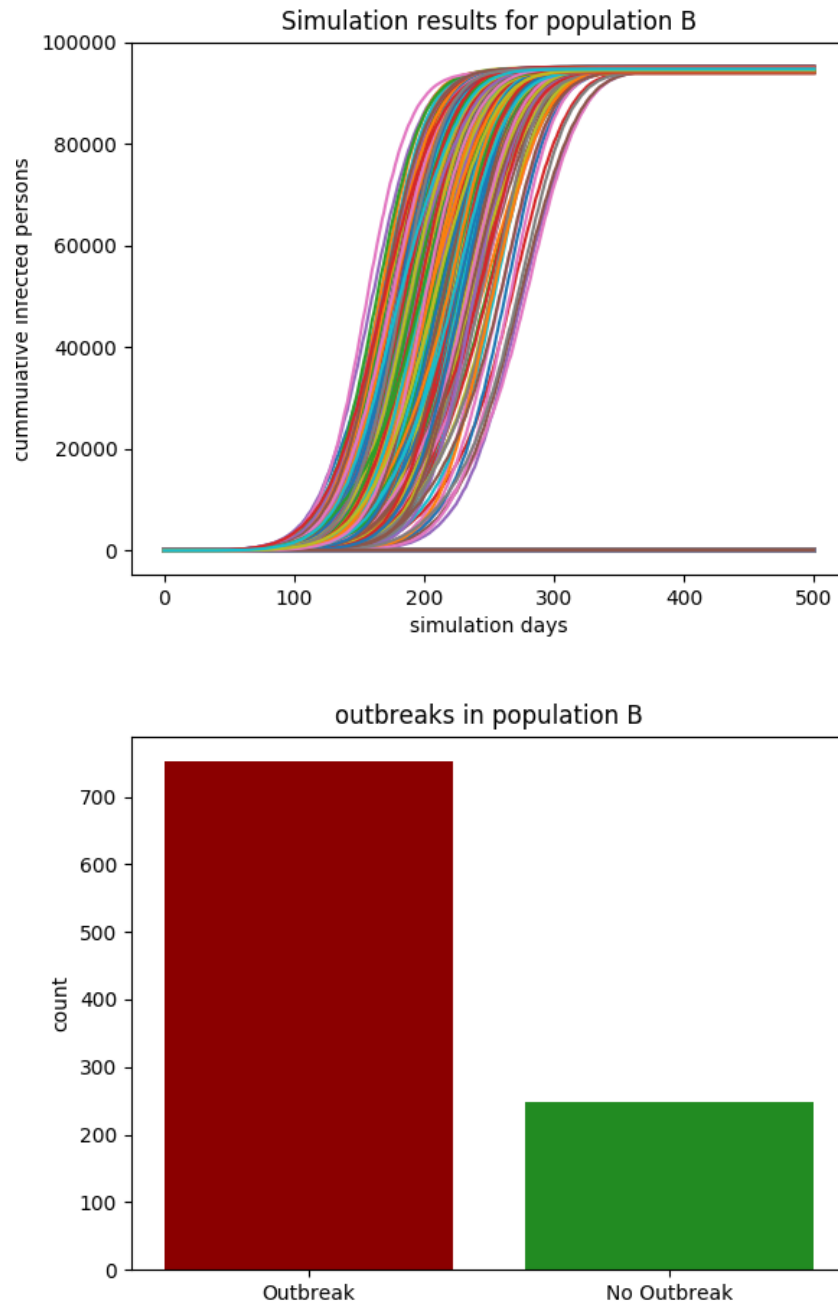 Simulation results for population B
cummulative infected persons
100000
80000
60000
40000
20000
0
0 100 200 300 400 500
simulation days
outbreaks in population B
count
700
600
500
400
300
200
100
0
Outbreak No Outbreak